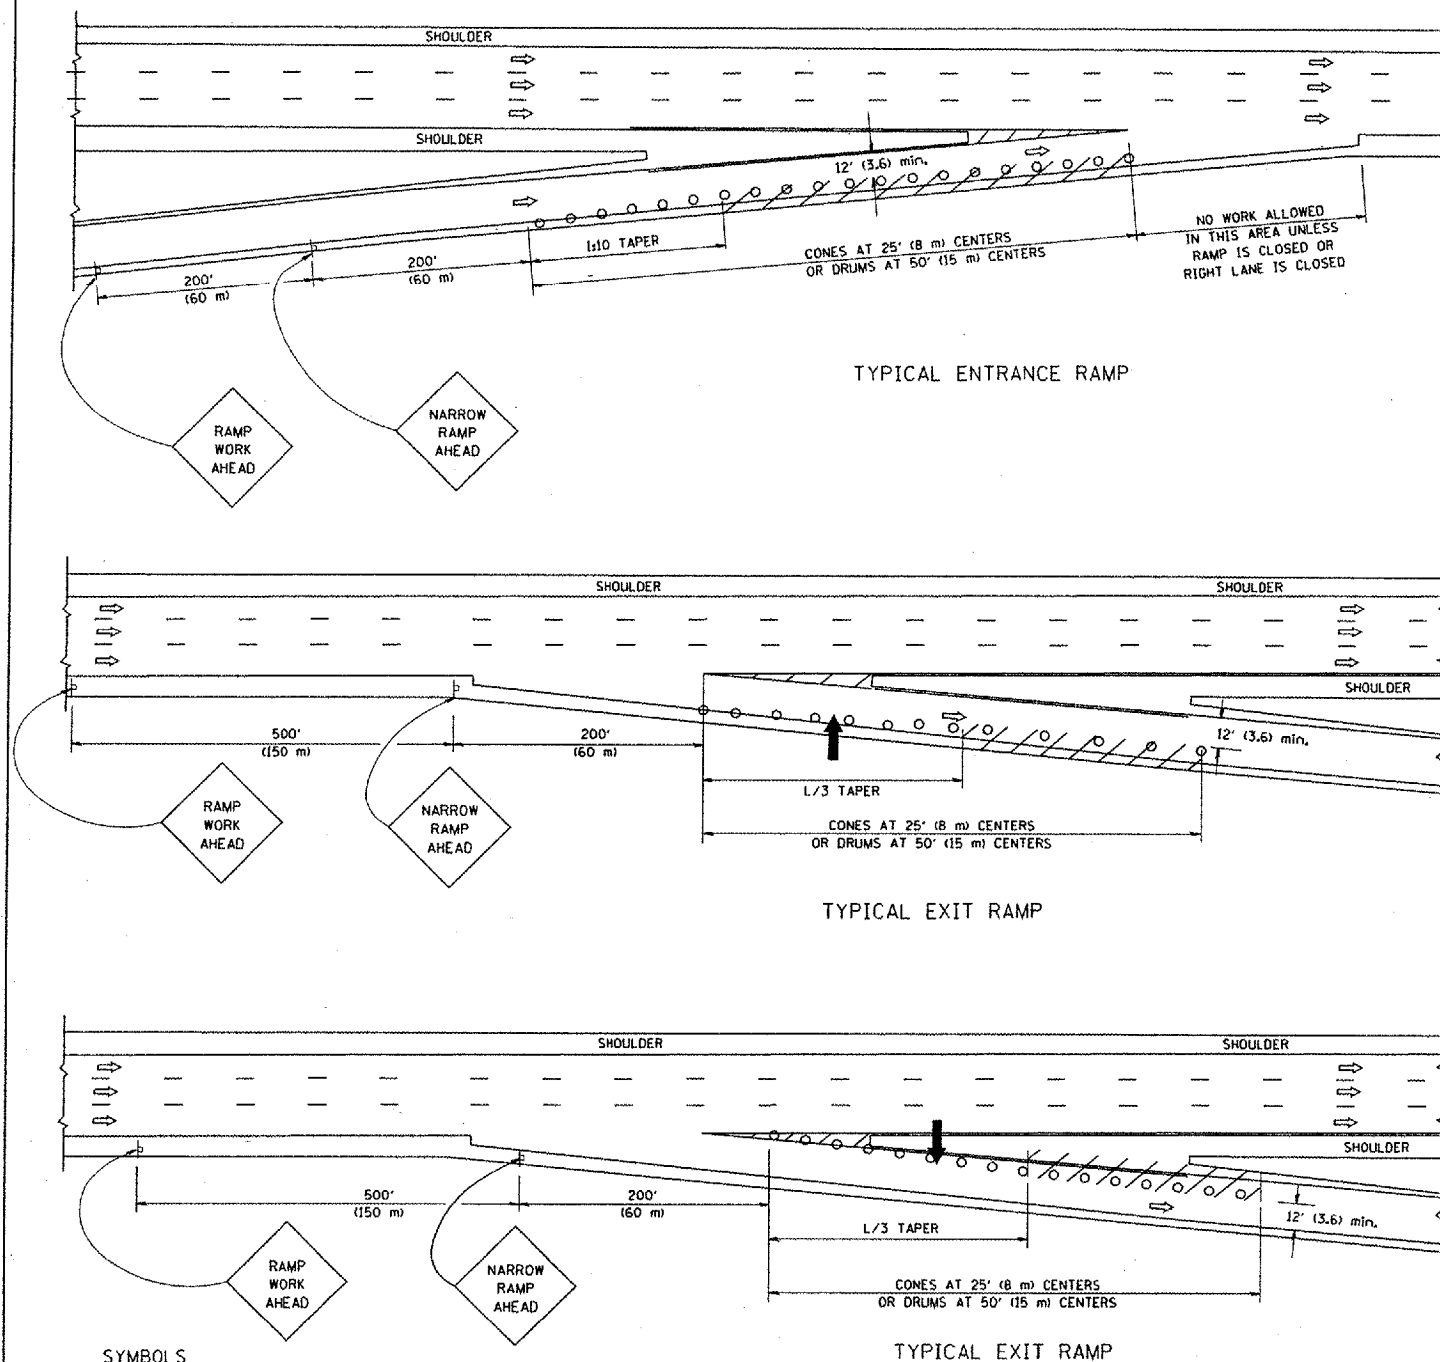 SHOULDER
SHOULDER
12' (3.6) min.
1:10 TAPER
200'
(60 m)
200'
(60 m)
CONES AT 25' (8 m) CENTERS
OR DRUMS AT 50' (15 m) CENTERS
NO WORK ALLOWED
IN THIS AREA UNLESS
RAMP IS CLOSED OR
RIGHT LANE IS CLOSED
TYPICAL ENTRANCE RAMP
RAMP
WORK
AHEAD
NARROW
RAMP
AHEAD
SHOULDER
SHOULDER
SHOULDER
500'
(150 m)
200'
(60 m)
12' (3.6) min.
L/3 TAPER
CONES AT 25' (8 m) CENTERS
OR DRUMS AT 50' (15 m) CENTERS
RAMP
WORK
AHEAD
NARROW
RAMP
AHEAD
TYPICAL EXIT RAMP
SHOULDER
SHOULDER
SHOULDER
500'
(150 m)
200'
(60 m)
12' (3.6) min.
L/3 TAPER
CONES AT 25' (8 m) CENTERS
OR DRUMS AT 50' (15 m) CENTERS
RAMP
WORK
AHEAD
NARROW
RAMP
AHEAD
TYPICAL EXIT RAMP
SYMBOLS